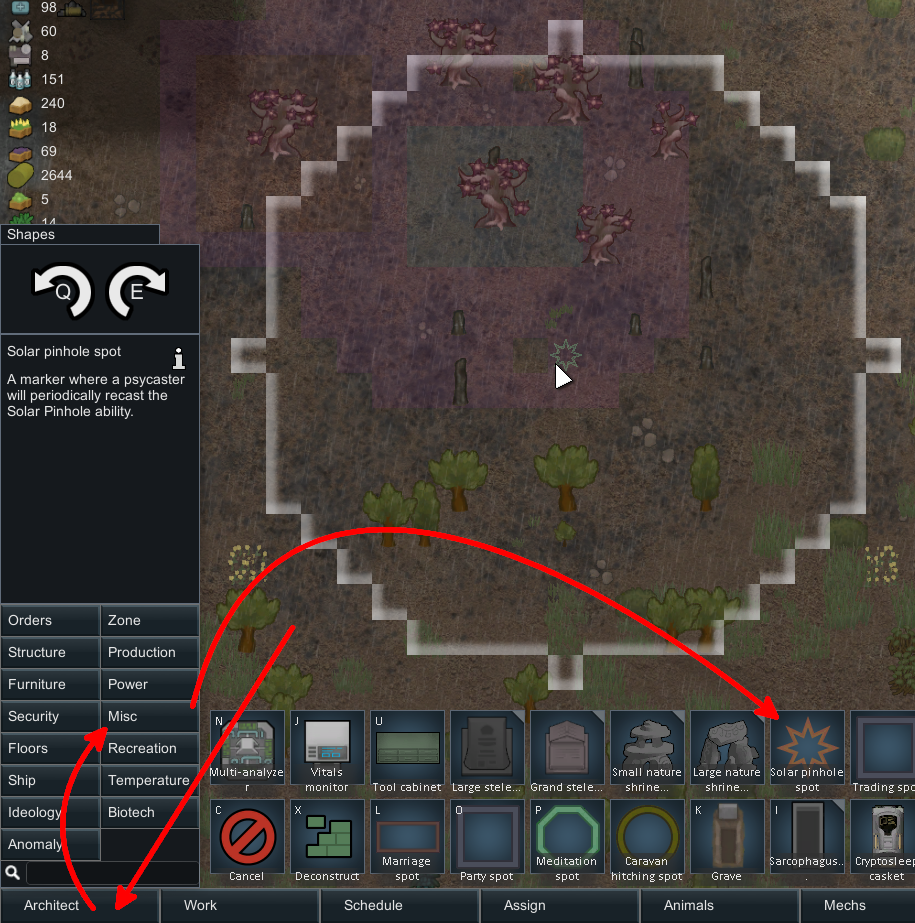 98
60
8
151
240
18
69
2644
5
14
Shapes
Q E
Solar pinhole spot
A marker where a psycaster
will periodically recast the
Solar Pinhole ability.
Orders Zone
Structure Production
Furniture Power
Security Misc
Floors Recreation
Ship Temperature
Ideology Biotech
Anomaly
N J U
Multi-analyze Vitals Tool cabinet Large stele... Grand stele... Small nature Large nature Solar pinhole Trading spo
r monitor shrine... shrine... spot
C X L O P K I
Cancel Deconstruct Marriage Party spot Meditation Caravan Grave Sarcophagus.. Cryptosleep
spot spot hitching spot . casket
Architect Work Schedule Assign Animals Mechs